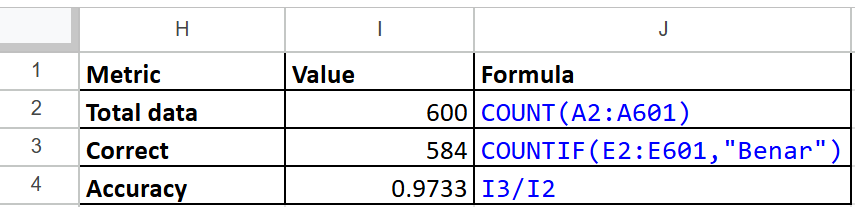 H I J
1 Metric Value Formula
2 Total data 600 COUNT(A2:A601)
3 Correct 584 COUNTIF(E2:E601,"Benar")
4 Accuracy 0.9733 I3/I2